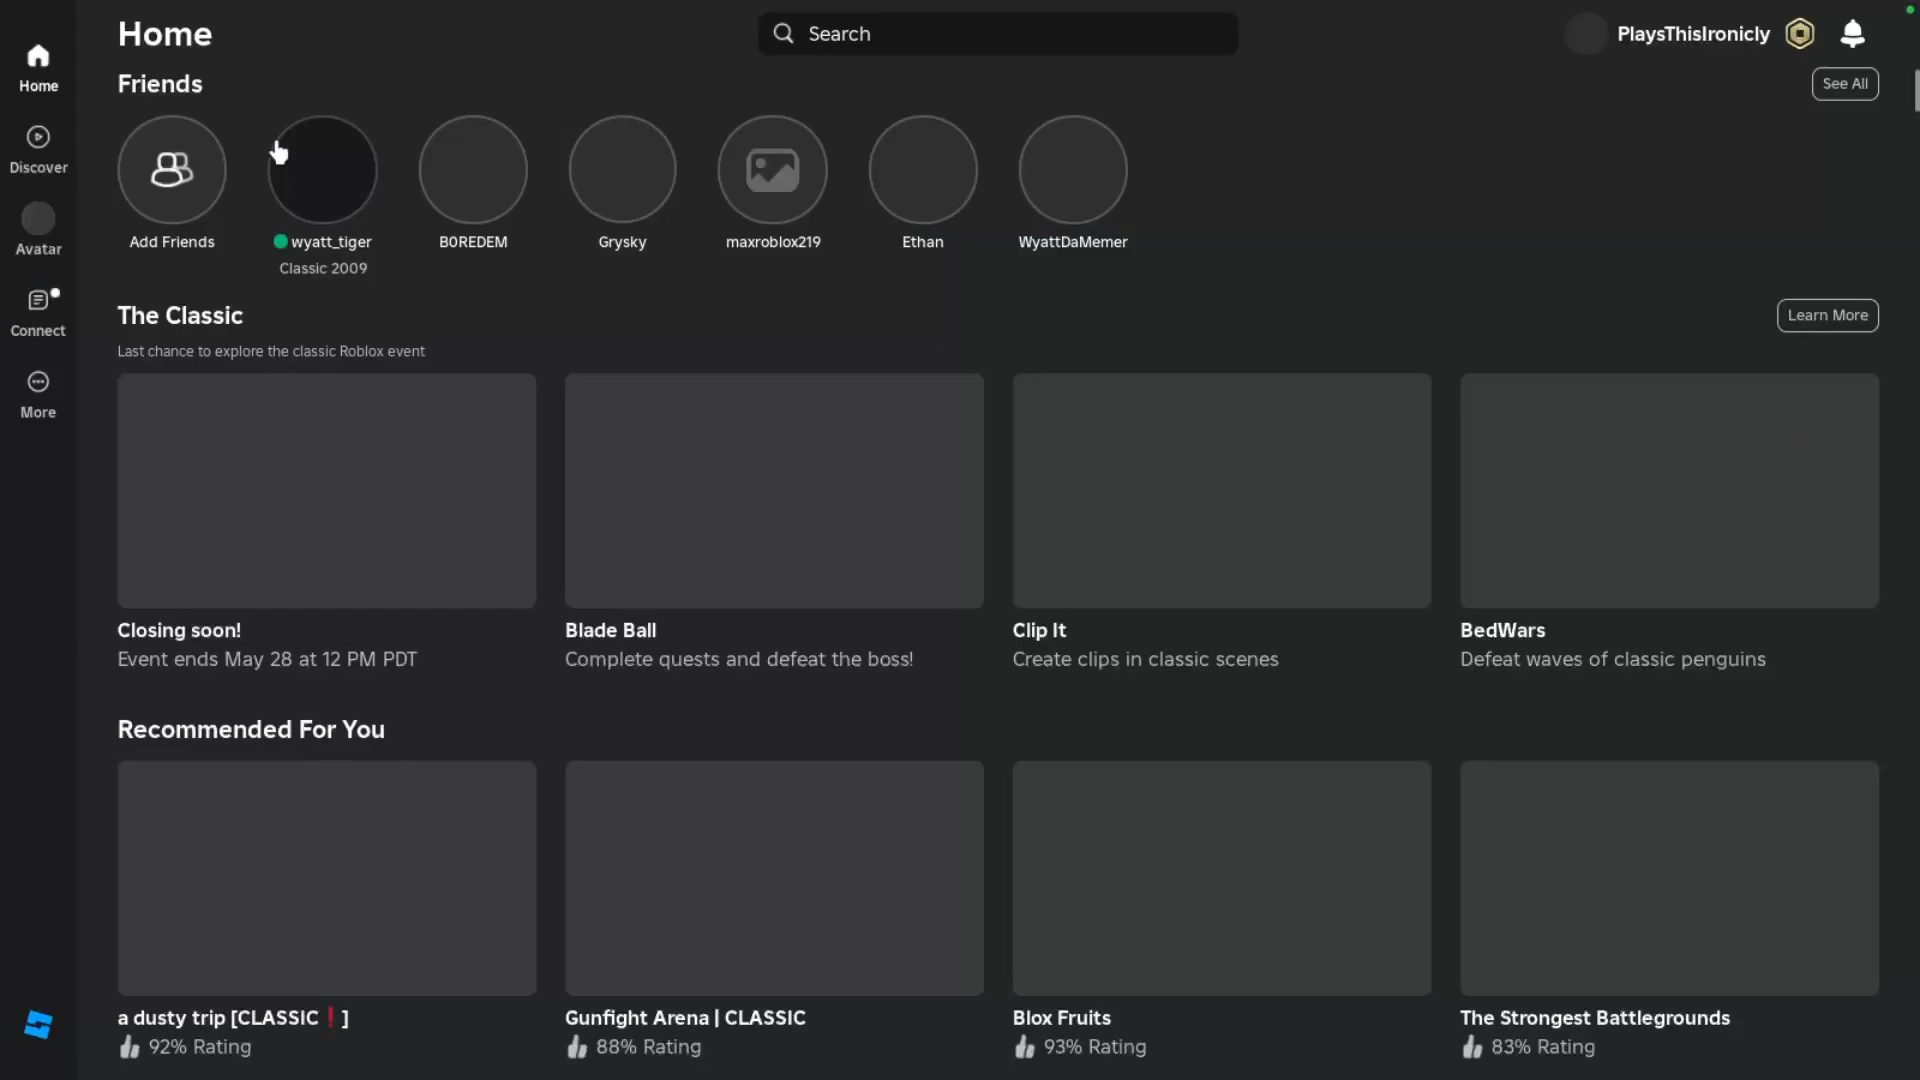 Home
Search
PlaysThisIronicly
Home
Discover
Avatar
Connect
More
Friends
See All
Add Friends
wyatt_tiger
Classic 2009
B0REDEM
Grysky
maxroblox219
Ethan
WyattDaMemer
The Classic
Learn More
Last chance to explore the classic Roblox event
Closing soon!
Event ends May 28 at 12 PM PDT
Blade Ball
Complete quests and defeat the boss!
Clip It
Create clips in classic scenes
BedWars
Defeat waves of classic penguins
Recommended For You
a dusty trip [CLASSIC❗]
92% Rating
Gunfight Arena | CLASSIC
88% Rating
Blox Fruits
93% Rating
The Strongest Battlegrounds
83% Rating